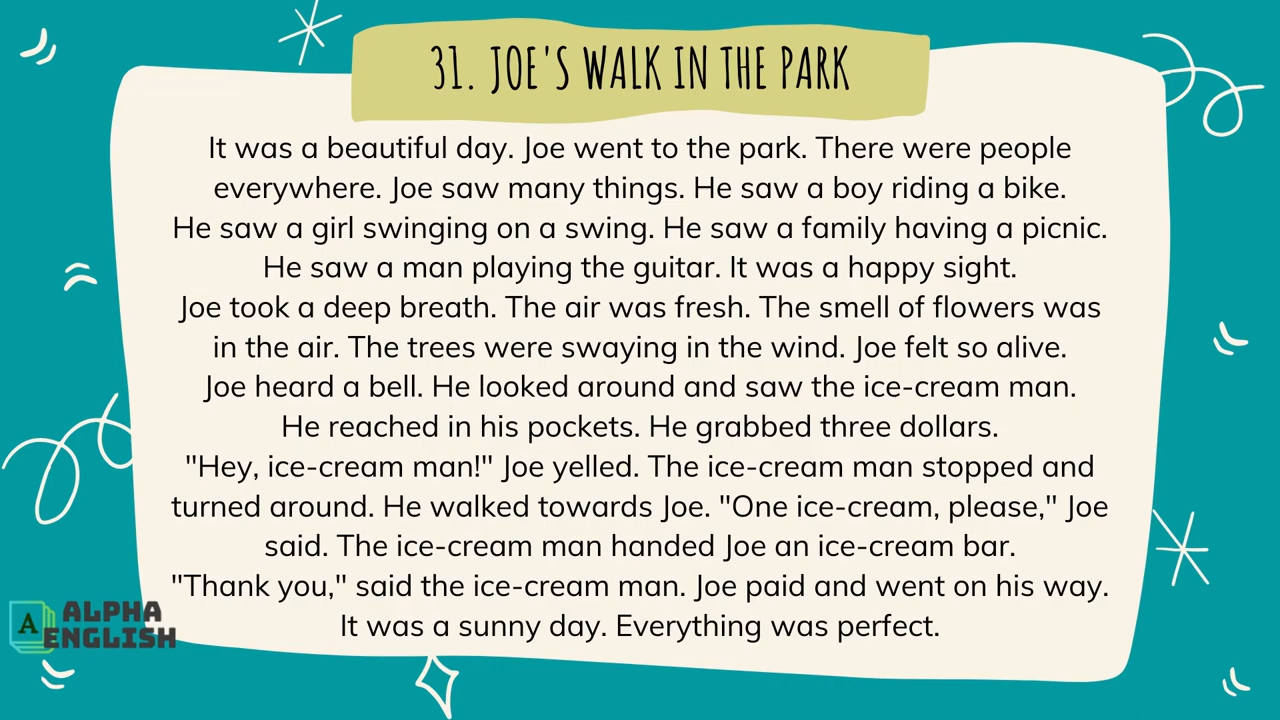 31. JOE'S WALK IN THE PARK
It was a beautiful day. Joe went to the park. There were people
everywhere. Joe saw many things. He saw a boy riding a bike.
He saw a girl swinging on a swing. He saw a family having a picnic.
He saw a man playing the guitar. It was a happy sight.
Joe took a deep breath. The air was fresh. The smell of flowers was
in the air. The trees were swaying in the wind. Joe felt so alive.
Joe heard a bell. He looked around and saw the ice-cream man.
He reached in his pockets. He grabbed three dollars.
"Hey, ice-cream man!" Joe yelled. The ice-cream man stopped and
turned around. He walked towards Joe. "One ice-cream, please," Joe
said. The ice-cream man handed Joe an ice-cream bar.
"Thank you," said the ice-cream man. Joe paid and went on his way.
It was a sunny day. Everything was perfect.
A
ALPHA
ENGLISH